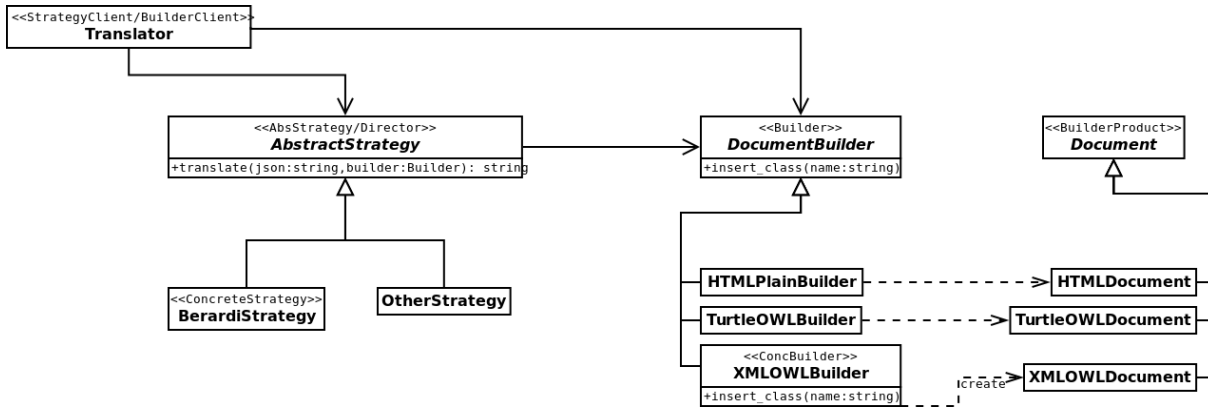 <<StrategyClient/BuilderClient>>
Translator
<<AbsStrategy/Director>>
AbstractStrategy
+translate(json:string,builder:Builder): string
<<Builder>>
DocumentBuilder
+insert_class(name:string)
<<BuilderProduct>>
Document
<<ConcreteStrategy>>
BerardiStrategy
OtherStrategy
HTMLPlainBuilder
HTMLDocument
TurtleOWLBuilder
TurtleOWLDocument
<<ConcBuilder>>
XMLOWLBuilder
+insert_class(name:string)
create
XMLOWLDocument